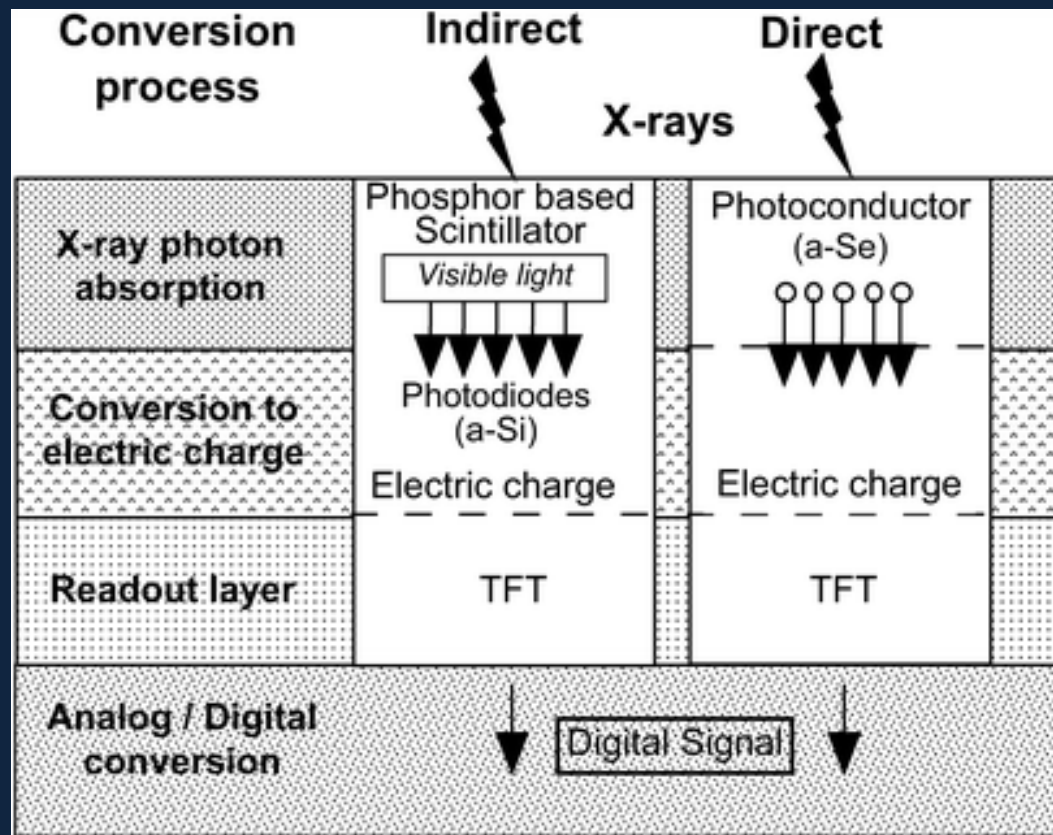 Conversion
process
Indirect
Direct
X-rays
X-ray photon
absorption
Phosphor based
Scintillator
Visible light
Photoconductor
(a-Se)
Conversion to
electric charge
Photodiodes
(a-Si)
Electric charge
Electric charge
Readout layer
TFT
TFT
Analog / Digital
conversion
Digital Signal